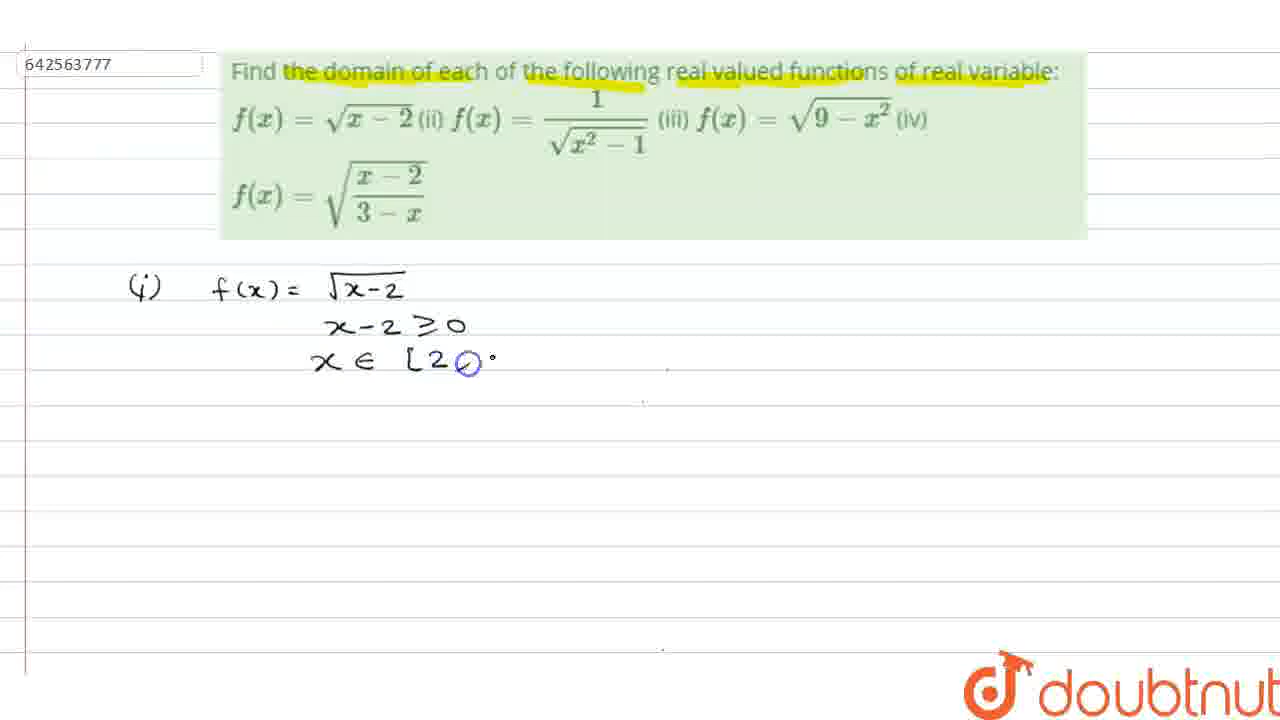 642563777
Find the domain of each of the following real valued functions of real variable:
f(x) = √(x − 2) (ii) f(x) = 1/√(x² − 1) (iii) f(x) = √(9 − x²) (iv)
f(x) = √((x − 2)/(3 − x))
(i) f(x) = √(x-2)
x-2 ≥ 0
x ∈ [2,
doubtnut